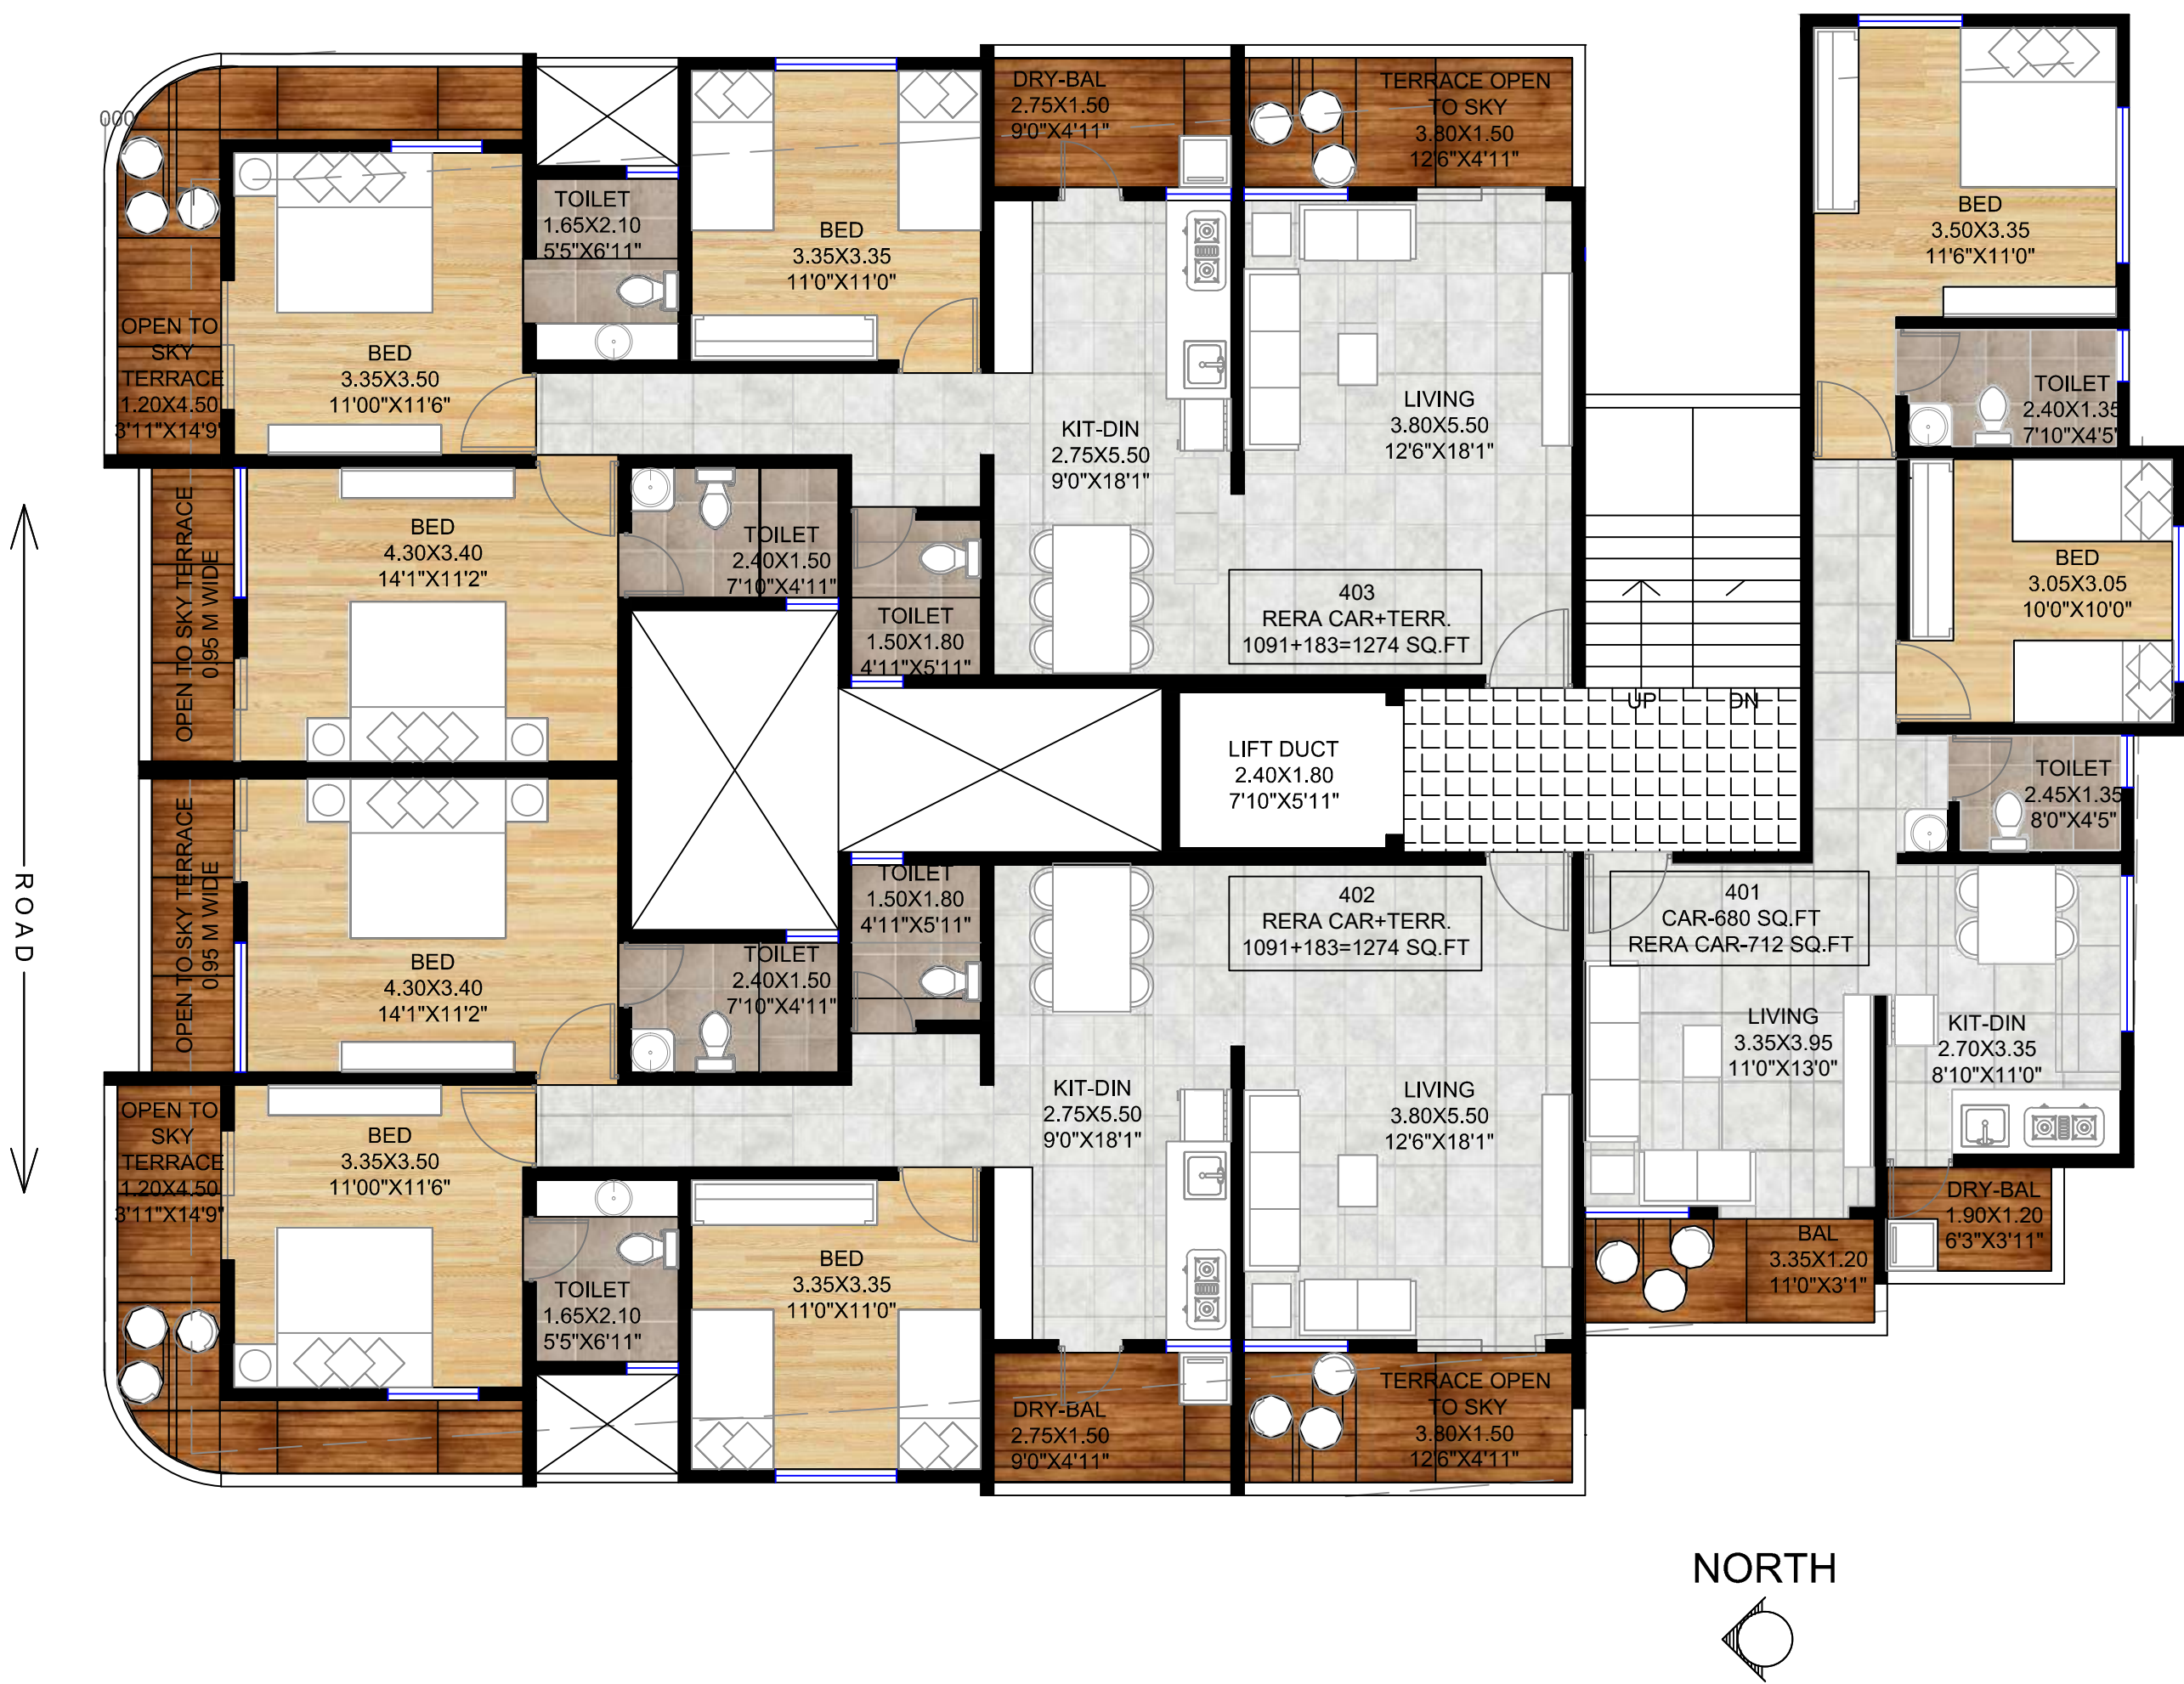 DRY-BAL
2.75X1.50
9'0"X4'11"
TERRACE OPEN
TO SKY
3.80X1.50
12'6"X4'11"
TOILET
1.65X2.10
5'5"X6'11"
BED
3.35X3.35
11'0"X11'0"
BED
3.50X3.35
11'6"X11'0"
OPEN TO
SKY
TERRACE
1.20X4.50
3'11"X14'9"
BED
3.35X3.50
11'00"X11'6"
KIT-DIN
2.75X5.50
9'0"X18'1"
LIVING
3.80X5.50
12'6"X18'1"
TOILET
2.40X1.35
7'10"X4'5"
OPEN TO SKY TERRACE
0.95 M WIDE
BED
4.30X3.40
14'1"X11'2"
TOILET
2.40X1.50
7'10"X4'11"
TOILET
1.50X1.80
4'11"X5'11"
403
RERA CAR+TERR.
1091+183=1274 SQ.FT
BED
3.05X3.05
10'0"X10'0"
UP
DN
LIFT DUCT
2.40X1.80
7'10"X5'11"
TOILET
2.45X1.35
8'0"X4'5"
ROAD
OPEN TO SKY TERRACE
0.95 M WIDE
BED
4.30X3.40
14'1"X11'2"
TOILET
2.40X1.50
7'10"X4'11"
TOILET
1.50X1.80
4'11"X5'11"
402
RERA CAR+TERR.
1091+183=1274 SQ.FT
401
CAR-680 SQ.FT
RERA CAR-712 SQ.FT
LIVING
3.35X3.95
11'0"X13'0"
KIT-DIN
2.70X3.35
8'10"X11'0"
OPEN TO
SKY
TERRACE
1.20X4.50
3'11"X14'9"
BED
3.35X3.50
11'00"X11'6"
KIT-DIN
2.75X5.50
9'0"X18'1"
LIVING
3.80X5.50
12'6"X18'1"
TOILET
1.65X2.10
5'5"X6'11"
BED
3.35X3.35
11'0"X11'0"
BAL
3.35X1.20
11'0"X3'1"
DRY-BAL
1.90X1.20
6'3"X3'11"
DRY-BAL
2.75X1.50
9'0"X4'11"
TERRACE OPEN
TO SKY
3.80X1.50
12'6"X4'11"
NORTH